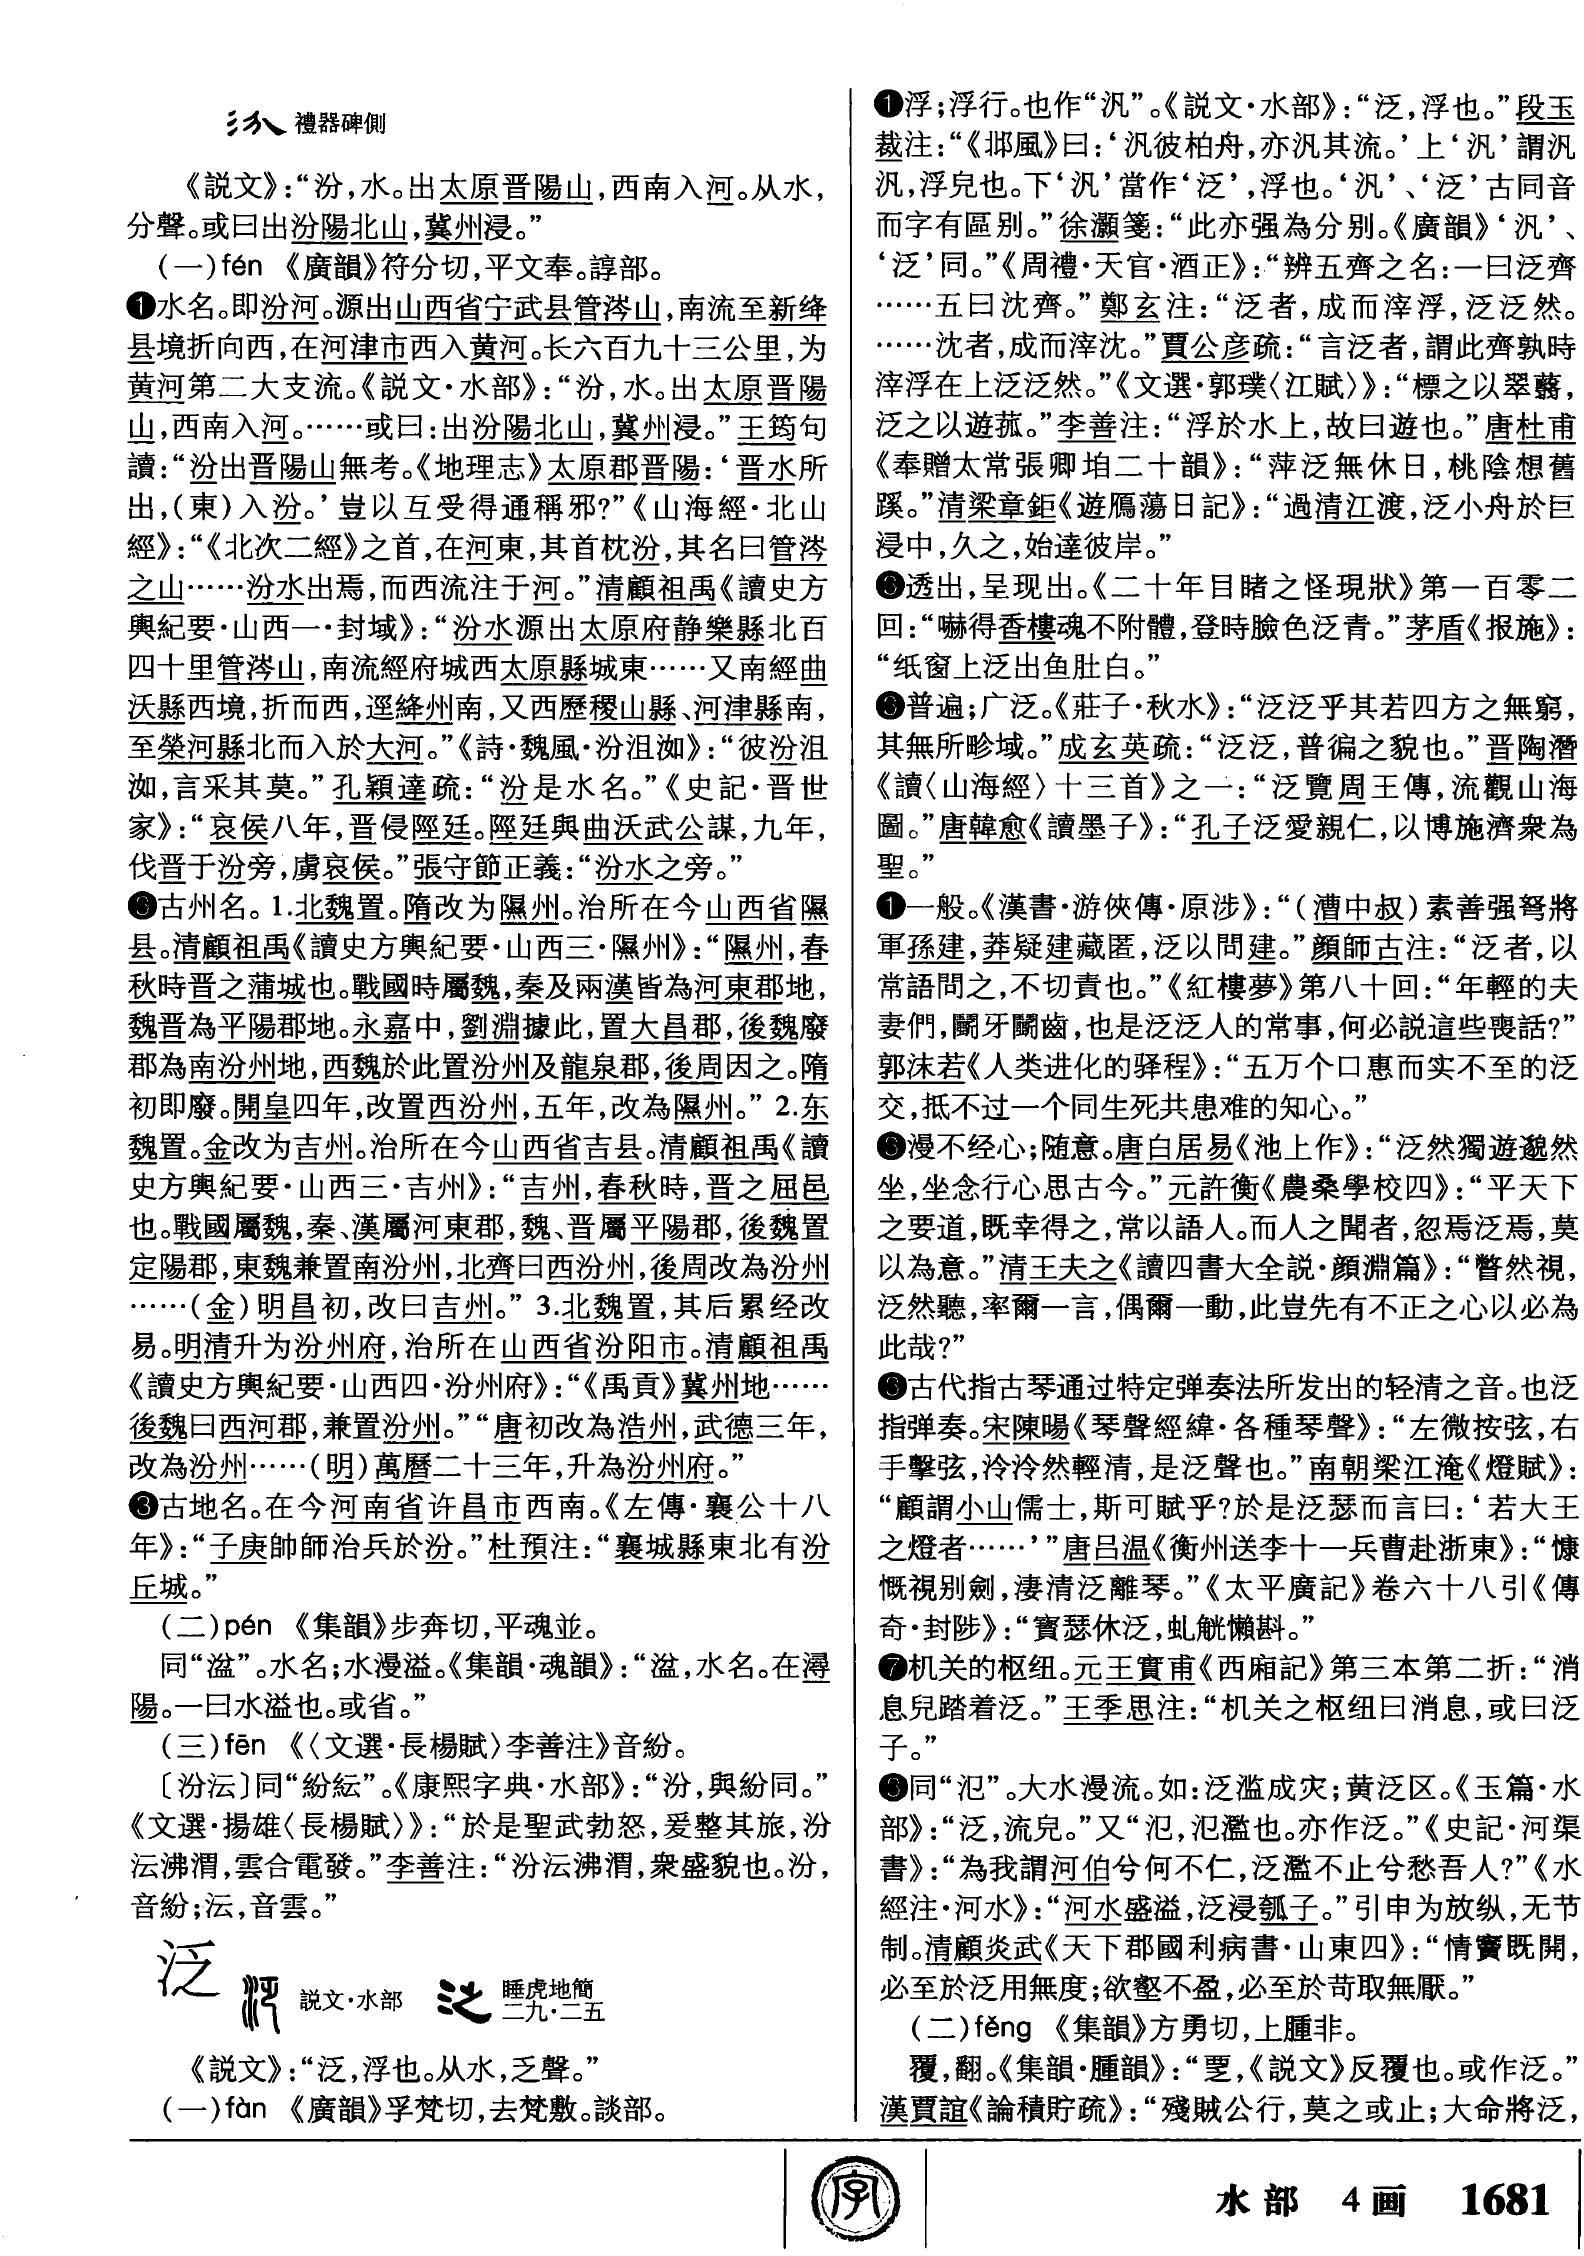 禮器碑側
《説文》：“汾，水。出太原晋陽山，西南入河。从水，
分聲。或曰出汾陽北山，冀州浸。”
（一）fén 《廣韻》符分切，平文奉。諄部。
❶水名。即汾河。源出山西省宁武县管涔山，南流至新绛
县境折向西，在河津市西入黄河。长六百九十三公里，为
黄河第二大支流。《説文·水部》：“汾，水。出太原晋陽
山，西南入河。……或曰：出汾陽北山，冀州浸。”王筠句
讀：“汾出晋陽山無考。《地理志》太原郡晋陽：‘晋水所
出，（東）入汾。’豈以互受得通稱邪？”《山海經·北山
經》：“《北次二經》之首，在河東，其首枕汾，其名曰管涔
之山……汾水出焉，而西流注于河。”清顧祖禹《讀史方
輿紀要·山西一·封域》：“汾水源出太原府静樂縣北百
四十里管涔山，南流經府城西太原縣城東……又南經曲
沃縣西境，折而西，逕絳州南，又西歷稷山縣、河津縣南，
至榮河縣北而入於大河。”《詩·魏風·汾沮洳》：“彼汾沮
洳，言采其莫。”孔穎達疏：“汾是水名。”《史記·晋世
家》：“哀侯八年，晋侵陘廷。陘廷與曲沃武公謀，九年，
伐晋于汾旁，虜哀侯。”張守節正義：“汾水之旁。”
❷古州名。1.北魏置。隋改为隰州。治所在今山西省隰
县。清顧祖禹《讀史方輿紀要·山西三·隰州》：“隰州，春
秋時晋之蒲城也。戰國時屬魏，秦及兩漢皆為河東郡地，
魏晋為平陽郡地。永嘉中，劉淵據此，置大昌郡，後魏廢
郡為南汾州地，西魏於此置汾州及龍泉郡，後周因之。隋
初即廢。開皇四年，改置西汾州，五年，改為隰州。”2.东
魏置。金改为吉州。治所在今山西省吉县。清顧祖禹《讀
史方輿紀要·山西三·吉州》：“吉州，春秋時，晋之屈邑
也。戰國屬魏，秦、漢屬河東郡，魏、晋屬平陽郡，後魏置
定陽郡，東魏兼置南汾州，北齊曰西汾州，後周改為汾州
……（金）明昌初，改曰吉州。”3.北魏置，其后累经改
易。明清升为汾州府，治所在山西省汾阳市。清顧祖禹
《讀史方輿紀要·山西四·汾州府》：“《禹貢》冀州地……
後魏曰西河郡，兼置汾州。”“唐初改為浩州，武德三年，
改為汾州……（明）萬曆二十三年，升為汾州府。”
❸古地名。在今河南省许昌市西南。《左傳·襄公十八
年》：“子庚帥師治兵於汾。”杜預注：“襄城縣東北有汾
丘城。”
（二）pén 《集韻》步奔切，平魂並。
同“湓”。水名；水漫溢。《集韻·魂韻》：“湓，水名。在潯
陽。一曰水溢也。或省。”
（三）fēn 《〈文選·長楊賦〉李善注》音紛。
〔汾沄〕同“紛紜”。《康熙字典·水部》：“汾，與紛同。”
《文選·揚雄〈長楊賦〉》：“於是聖武勃怒，爰整其旅，汾
沄沸渭，雲合電發。”李善注：“汾沄沸渭，衆盛貌也。汾，
音紛；沄，音雲。”
泛 説文·水部 睡虎地簡二九·二五
《説文》：“泛，浮也。从水，乏聲。”
（一）fàn 《廣韻》孚梵切，去梵敷。談部。
❶浮；浮行。也作“汎”。《説文·水部》：“泛，浮也。”段玉
裁注：“《邶風》曰：‘汎彼柏舟，亦汎其流。’上‘汎’謂汎
汎，浮皃也。下‘汎’當作‘泛’，浮也。‘汎’、‘泛’古同音
而字有區别。”徐灝箋：“此亦强為分别。《廣韻》‘汎’、
‘泛’同。”《周禮·天官·酒正》：“辨五齊之名：一曰泛齊
……五曰沈齊。”鄭玄注：“泛者，成而滓浮，泛泛然。
……沈者，成而滓沈。”賈公彦疏：“言泛者，謂此齊孰時
滓浮在上泛泛然。”《文選·郭璞〈江賦〉》：“標之以翠蘙，
泛之以遊菰。”李善注：“浮於水上，故曰遊也。”唐杜甫
《奉贈太常張卿垍二十韻》：“萍泛無休日，桃陰想舊
蹊。”清梁章鉅《遊鴈蕩日記》：“過清江渡，泛小舟於巨
浸中，久之，始達彼岸。”
❷透出，呈现出。《二十年目睹之怪現狀》第一百零二
回：“嚇得香樓魂不附體，登時臉色泛青。”茅盾《报施》：
“纸窗上泛出鱼肚白。”
❸普遍；广泛。《莊子·秋水》：“泛泛乎其若四方之無窮，
其無所畛域。”成玄英疏：“泛泛，普徧之貌也。”晋陶潛
《讀〈山海經〉十三首》之一：“泛覽周王傳，流觀山海
圖。”唐韓愈《讀墨子》：“孔子泛愛親仁，以博施濟衆為
聖。”
❹一般。《漢書·游俠傳·原涉》：“（漕中叔）素善强弩將
軍孫建，莽疑建藏匿，泛以問建。”顔師古注：“泛者，以
常語問之，不切責也。”《紅樓夢》第八十回：“年輕的夫
妻們，鬭牙鬭齒，也是泛泛人的常事，何必説這些喪話？”
郭沫若《人类进化的驿程》：“五万个口惠而实不至的泛
交，抵不过一个同生死共患难的知心。”
❺漫不经心；随意。唐白居易《池上作》：“泛然獨遊邈然
坐，坐念行心思古今。”元許衡《農桑學校四》：“平天下
之要道，既幸得之，常以語人。而人之聞者，忽焉泛焉，莫
以為意。”清王夫之《讀四書大全説·顔淵篇》：“瞥然視，
泛然聽，率爾一言，偶爾一動，此豈先有不正之心以必為
此哉？”
❻古代指古琴通过特定弹奏法所发出的轻清之音。也泛
指弹奏。宋陳暘《琴聲經緯·各種琴聲》：“左微按弦，右
手擊弦，泠泠然輕清，是泛聲也。”南朝梁江淹《燈賦》：
“顧謂小山儒士，斯可賦乎？於是泛瑟而言曰：‘若大王
之燈者……’”唐吕温《衡州送李十一兵曹赴浙東》：“慷
慨視别劍，淒清泛離琴。”《太平廣記》卷六十八引《傳
奇·封陟》：“寶瑟休泛，虬觥懶斟。”
❼机关的枢纽。元王實甫《西廂記》第三本第二折：“消
息兒踏着泛。”王季思注：“机关之枢纽曰消息，或曰泛
子。”
❽同“氾”。大水漫流。如：泛滥成灾；黄泛区。《玉篇·水
部》：“泛，流皃。”又“氾，氾濫也。亦作泛。”《史記·河渠
書》：“為我謂河伯兮何不仁，泛濫不止兮愁吾人？”《水
經注·河水》：“河水盛溢，泛浸瓠子。”引申为放纵，无节
制。清顧炎武《天下郡國利病書·山東四》：“情竇既開，
必至於泛用無度；欲壑不盈，必至於苛取無厭。”
（二）fěng 《集韻》方勇切，上腫非。
覆，翻。《集韻·腫韻》：“覂，《説文》反覆也。或作泛。”
漢賈誼《論積貯疏》：“殘賊公行，莫之或止；大命將泛，
字
水部 4画 1681